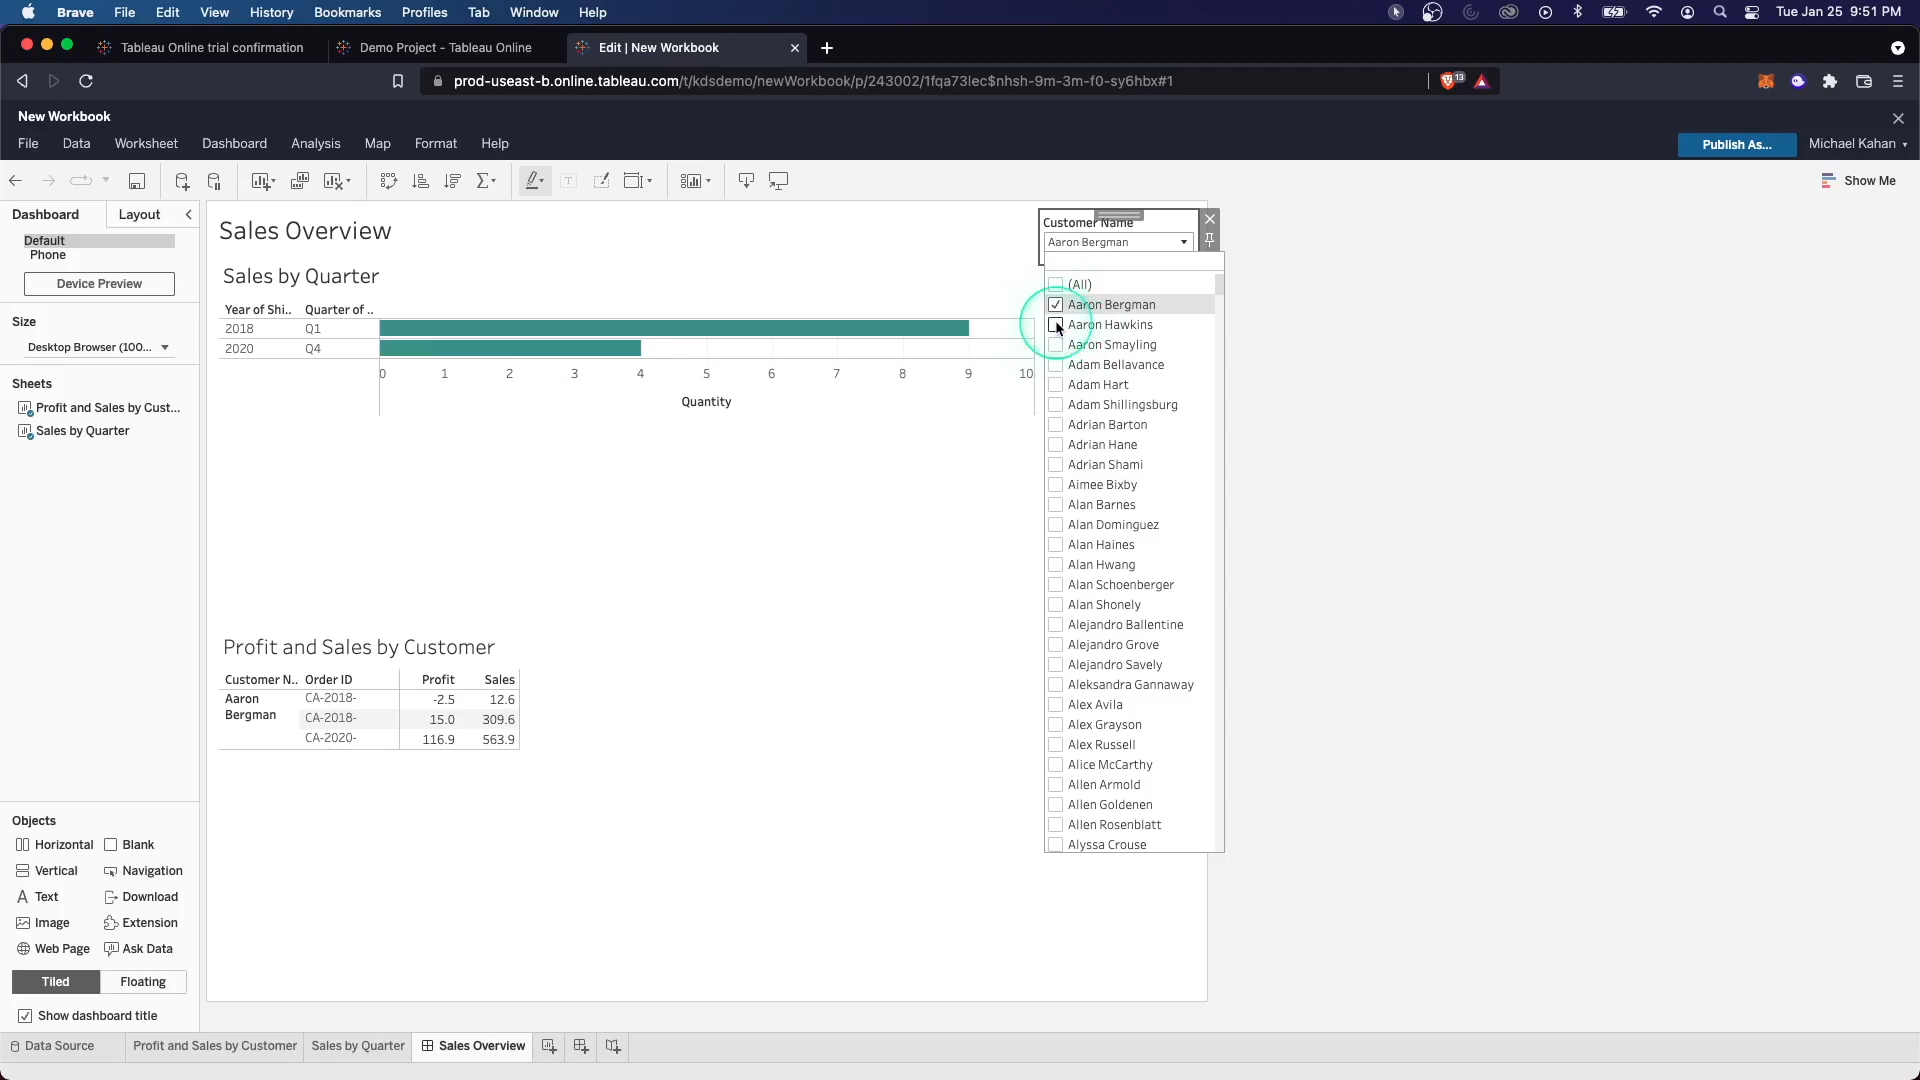 Brave File Edit View History Bookmarks Profiles Tab Window Help Tue Jan 25 9:51 PM
Tableau Online trial confirmation Demo Project - Tableau Online Edit | New Workbook
prod-useast-b.online.tableau.com/t/kdsdemo/newWorkbook/p/243002/1fqa73lec$nhsh-9m-3m-f0-sy6hbx#1 13
New Workbook
File Data Worksheet Dashboard Analysis Map Format Help Publish As... Michael Kahan
Show Me
Dashboard Layout
Default
Phone
Device Preview
Size
Desktop Browser (100...
Sheets
Profit and Sales by Cust...
Sales by Quarter
Objects
Horizontal Blank
Vertical Navigation
Text Download
Image Extension
Web Page Ask Data
Tiled Floating
Show dashboard title
Sales Overview
Sales by Quarter
Year of Shi.. Quarter of ..
2018 Q1
2020 Q4
0 1 2 3 4 5 6 7 8 9 10
Quantity
Profit and Sales by Customer
Customer N.. Order ID Profit Sales
Aaron Bergman CA-2018- -2.5 12.6
CA-2018- 15.0 309.6
CA-2020- 116.9 563.9
Customer Name
Aaron Bergman
(All)
Aaron Bergman
Aaron Hawkins
Aaron Smayling
Adam Bellavance
Adam Hart
Adam Shillingsburg
Adrian Barton
Adrian Hane
Adrian Shami
Aimee Bixby
Alan Barnes
Alan Dominguez
Alan Haines
Alan Hwang
Alan Schoenberger
Alan Shonely
Alejandro Ballentine
Alejandro Grove
Alejandro Savely
Aleksandra Gannaway
Alex Avila
Alex Grayson
Alex Russell
Alice McCarthy
Allen Armold
Allen Goldenen
Allen Rosenblatt
Alyssa Crouse
Data Source Profit and Sales by Customer Sales by Quarter Sales Overview